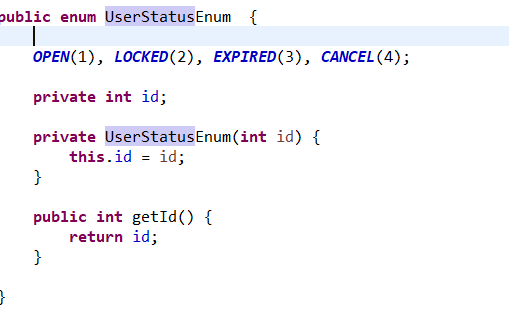 public enum UserStatusEnum {
OPEN(1), LOCKED(2), EXPIRED(3), CANCEL(4);
private int id;
private UserStatusEnum(int id) {
this.id = id;
}
public int getId() {
return id;
}
}